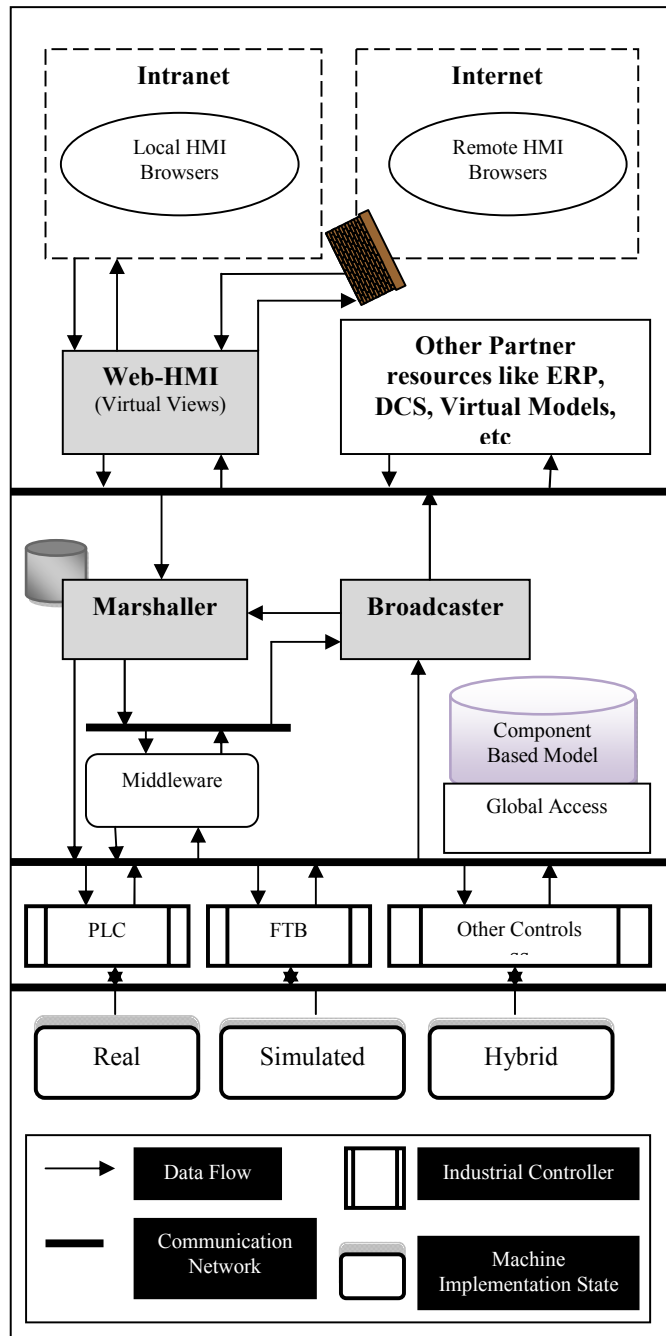 Intranet
Internet
Local HMI
Browsers
Remote HMI
Browsers
Web-HMI
(Virtual Views)
Other Partner
resources like ERP,
DCS, Virtual Models,
etc
Marshaller
Broadcaster
Component
Based Model
Middleware
Global Access
PLC
FTB
Other Controls
Real
Simulated
Hybrid
Data Flow
Industrial Controller
Communication
Network
Machine
Implementation State